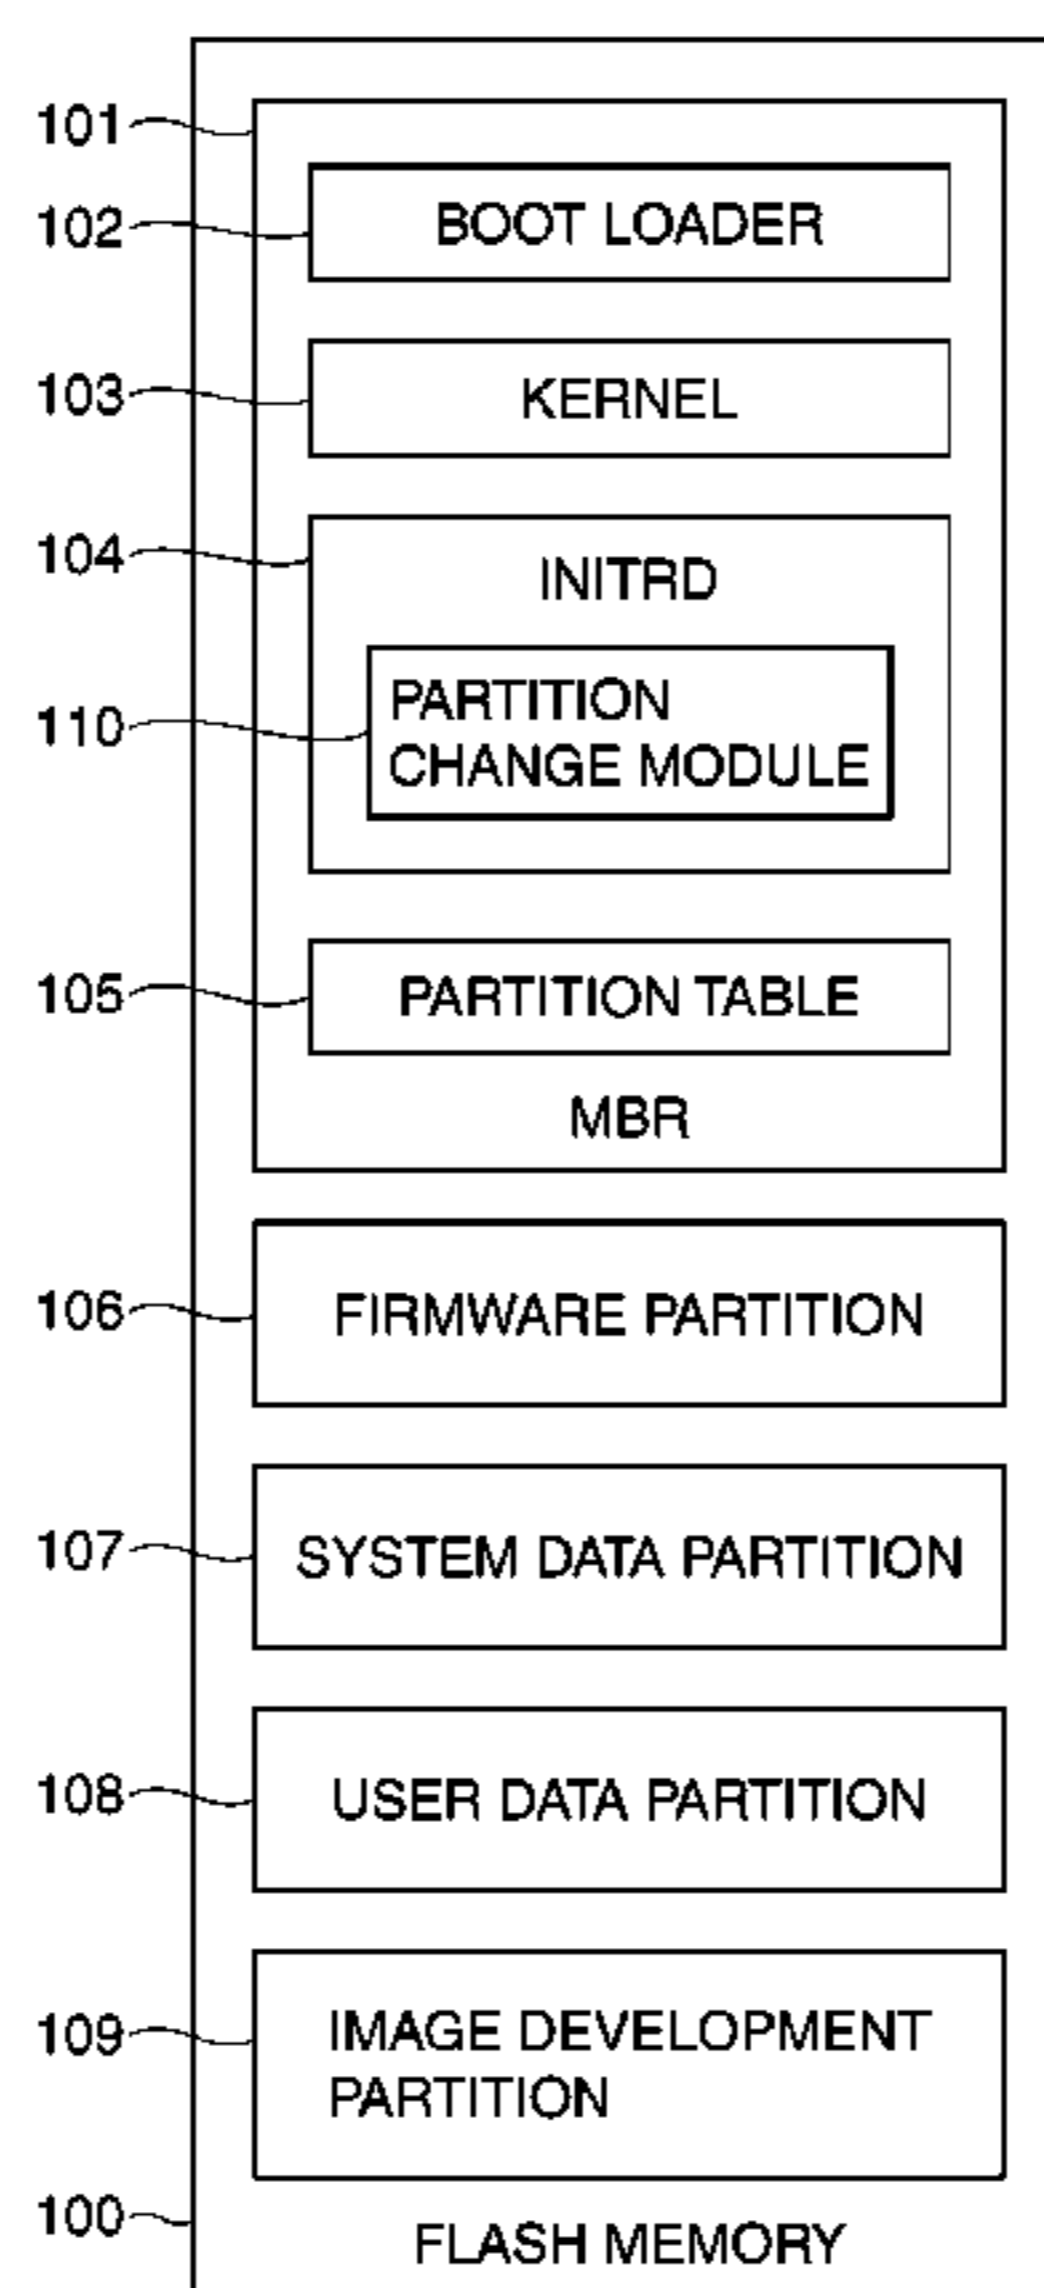 101
102
BOOT LOADER
103
KERNEL
104
INITRD
110
PARTITION
CHANGE MODULE
105
PARTITION TABLE
MBR
106
FIRMWARE PARTITION
107
SYSTEM DATA PARTITION
108
USER DATA PARTITION
109
IMAGE DEVELOPMENT
PARTITION
100
FLASH MEMORY